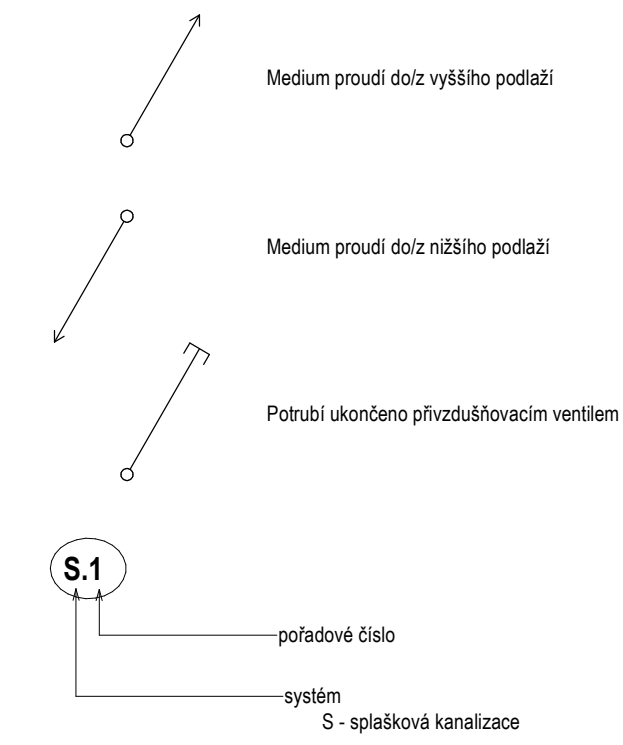 Medium proudí do/z vyššího podlaží
Medium proudí do/z nižšího podlaží
Potrubí ukončeno přivzdušňovacím ventilem
S.1
pořadové číslo
systém
S - splašková kanalizace